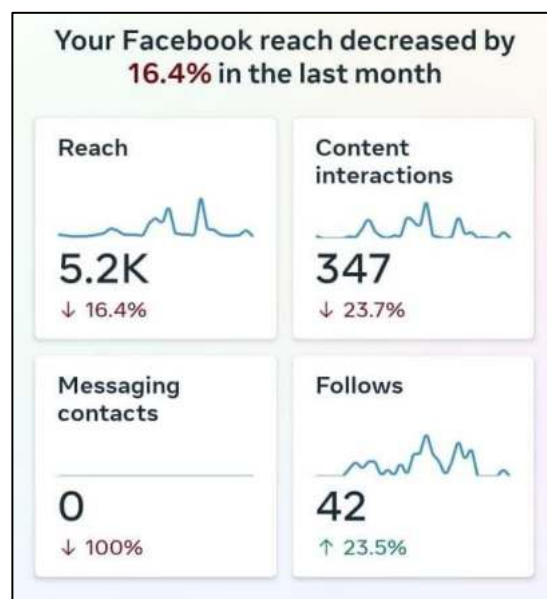 Your Facebook reach decreased by
16.4% in the last month
Reach
5.2K
↓ 16.4%
Content
interactions
347
↓ 23.7%
Messaging
contacts
0
↓ 100%
Follows
42
↑ 23.5%